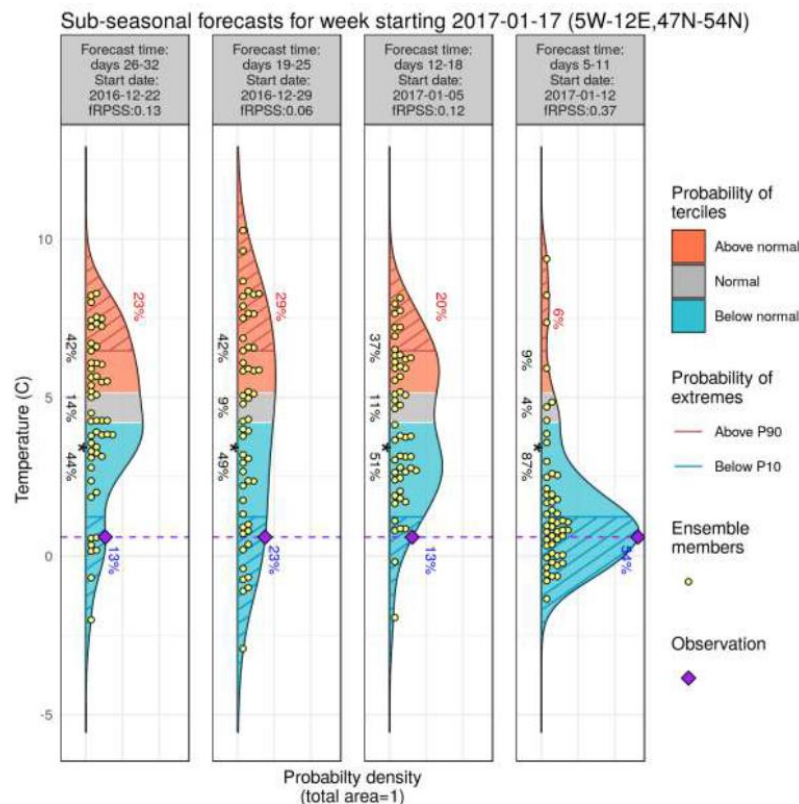 Sub-seasonal forecasts for week starting 2017-01-17 (5W-12E,47N-54N)
Forecast time:
days 26-32
Start date:
2016-12-22
fRPSS:0.13
Forecast time:
days 19-25
Start date:
2016-12-29
fRPSS:0.06
Forecast time:
days 12-18
Start date:
2017-01-05
fRPSS:0.12
Forecast time:
days 5-11
Start date:
2017-01-12
fRPSS:0.37
Temperature (C)
10
5
0
-5
23%
42%
14%
*
44%
13%
29%
42%
9%
*
49%
23%
20%
37%
11%
*
51%
13%
6%
9%
4%
*
87%
54%
Probabilty density
(total area=1)
Probability of
terciles
Above normal
Normal
Below normal
Probability of
extremes
Above P90
Below P10
Ensemble
members
Observation